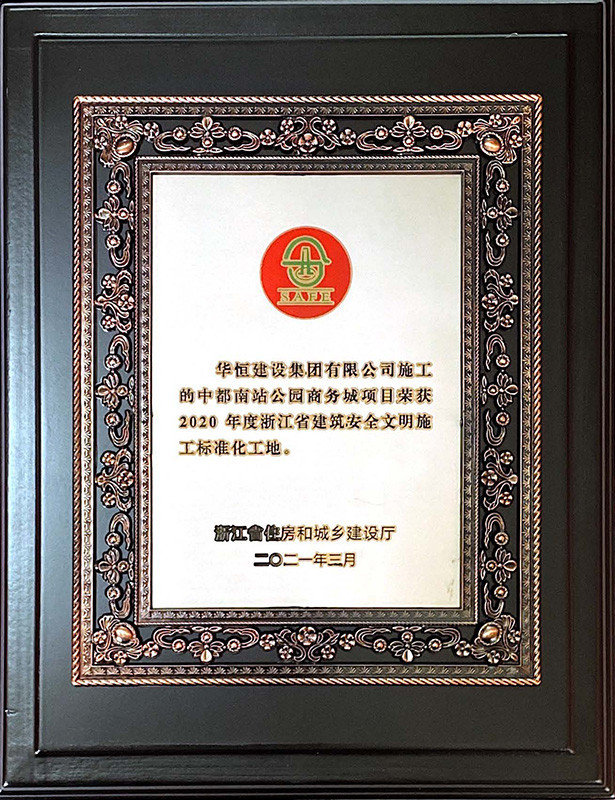 SAFE
华恒建设集团有限公司施工
的中都南站公园商务城项目荣获
2020 年度浙江省建筑安全文明施
工标准化工地。
浙江省住房和城乡建设厅
二〇二一年三月